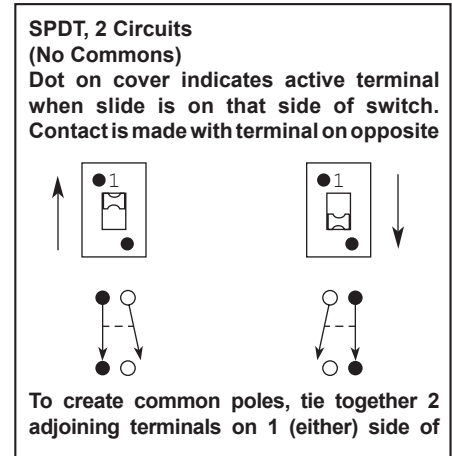 SPDT, 2 Circuits
(No Commons)
Dot on cover indicates active terminal
when slide is on that side of switch.
Contact is made with terminal on opposite
1
1
To create common poles, tie together 2
adjoining terminals on 1 (either) side of